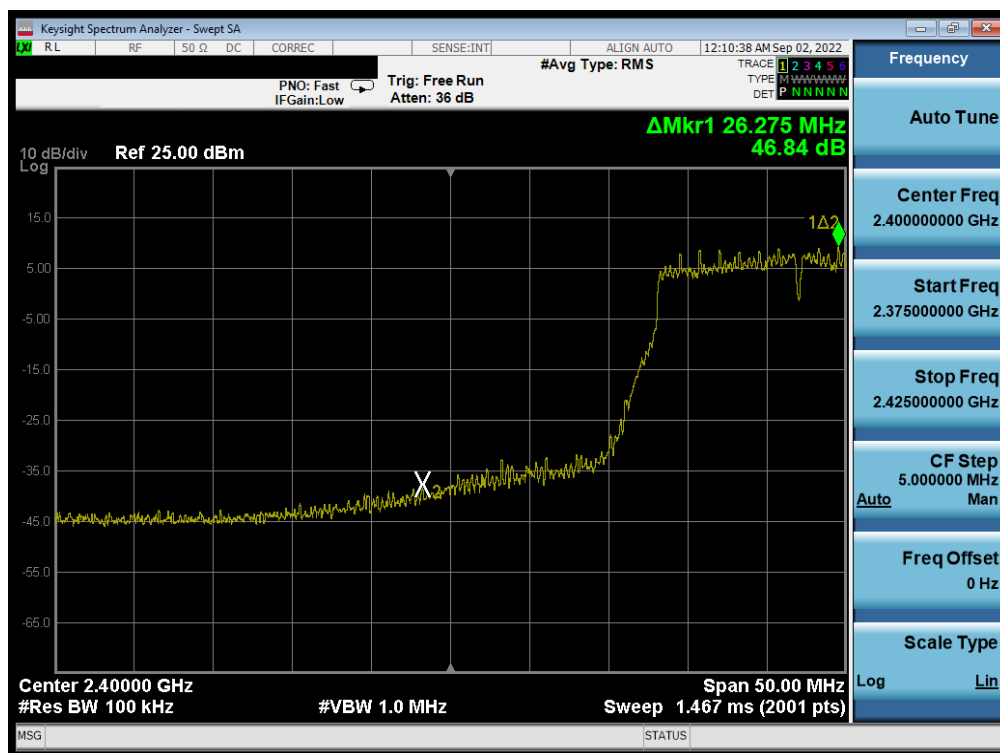 Keysight Spectrum Analyzer - Swept SA
LXI RL RF 50 Ω DC CORREC SENSE:INT ALIGN AUTO 12:10:38 AM Sep 02, 2022
PNO: Fast Trig: Free Run #Avg Type: RMS TRACE 1 2 3 4 5 6
IFGain:Low Atten: 36 dB TYPE M WWWWW
DET P N N N N N
ΔMkr1 26.275 MHz
46.84 dB
10 dB/div Ref 25.00 dBm
Log
15.0
1Δ2
5.00
-5.00
-15.0
-25.0
-35.0
X2
-45.0
-55.0
-65.0
Center 2.40000 GHz Span 50.00 MHz
#Res BW 100 kHz #VBW 1.0 MHz Sweep 1.467 ms (2001 pts)
MSG STATUS
Frequency
Auto Tune
Center Freq
2.400000000 GHz
Start Freq
2.375000000 GHz
Stop Freq
2.425000000 GHz
CF Step
5.000000 MHz
Auto Man
Freq Offset
0 Hz
Scale Type
Log Lin